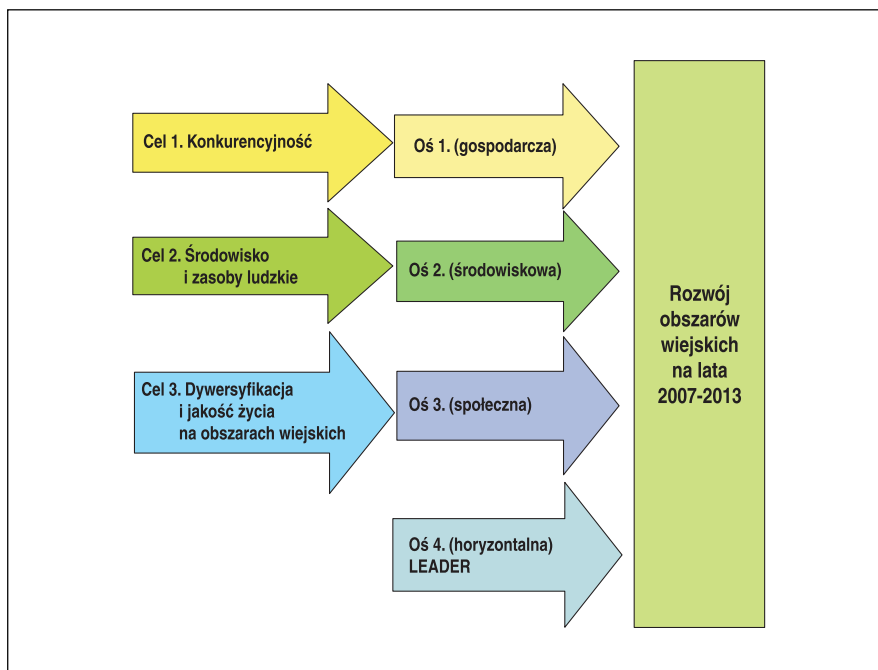 Cel 1. Konkurencyjność
Oś 1. (gospodarcza)
Cel 2. Środowisko
i zasoby ludzkie
Oś 2. (środowiskowa)
Cel 3. Dywersyfikacja
i jakość życia
na obszarach wiejskich
Oś 3. (społeczna)
Oś 4. (horyzontalna)
LEADER
Rozwój
obszarów
wiejskich
na lata
2007-2013